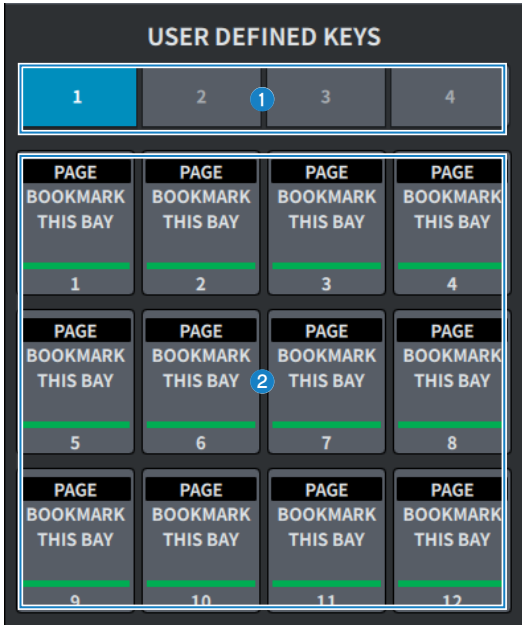 USER DEFINED KEYS
1 2 1 3 4
PAGE PAGE PAGE PAGE
BOOKMARK BOOKMARK BOOKMARK BOOKMARK
THIS BAY THIS BAY THIS BAY THIS BAY
1 2 3 4
PAGE PAGE PAGE PAGE
BOOKMARK BOOKMARK BOOKMARK BOOKMARK
THIS BAY THIS BAY 2 THIS BAY THIS BAY
5 6 7 8
PAGE PAGE PAGE PAGE
BOOKMARK BOOKMARK BOOKMARK BOOKMARK
THIS BAY THIS BAY THIS BAY THIS BAY
9 10 11 12